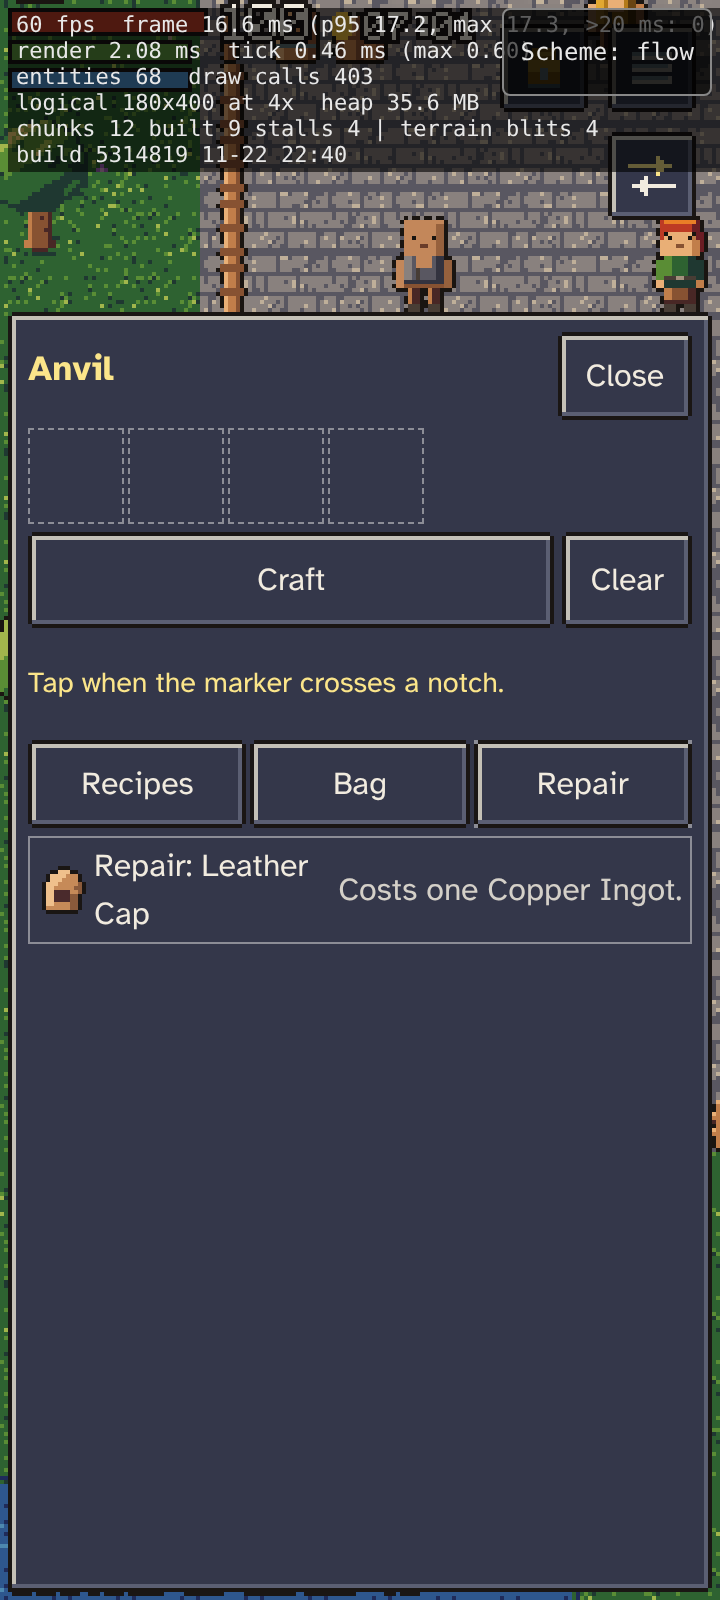 60 fps  frame 16.6 ms (p95 17.2, max 17.3, >20 ms: 0)
render 2.08 ms  tick 0.46 ms (max 0.60
Scheme: flow
entities 68  draw calls 403
logical 180x400 at 4x  heap 35.6 MB
chunks 12 built 9 stalls 4 | terrain blits 4
build 5314819 11-22 22:40
Anvil
Close
Craft
Clear
Tap when the marker crosses a notch.
Recipes
Bag
Repair
Repair: Leather
Cap
Costs one Copper Ingot.